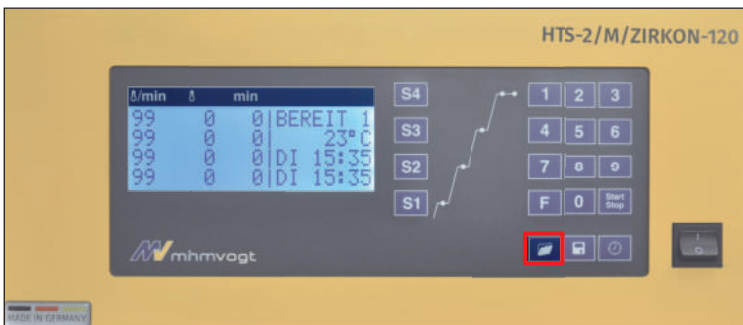 HTS-2/M/ZIRKON-120
🌡/min 🌡 min
99 0 0|BEREIT 1
99 0 0| 23°C
99 0 0|DI 15:35
99 0 0|DI 15:35
S4
S3
S2
S1
1 2 3
4 5 6
7 8 9
F 0 Start Stop
mhmvogt
MADE IN GERMANY